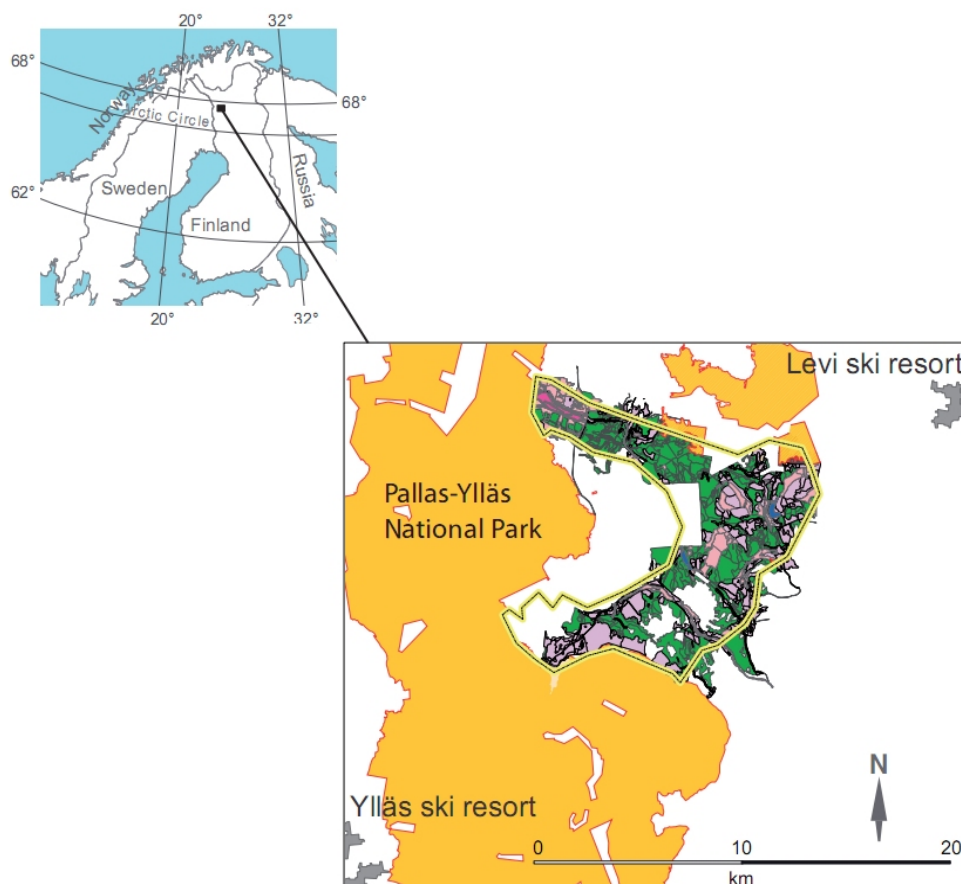 20°
32°
68°
68°
Norway
Arctic Circle
62°
Sweden
Russia
Finland
20°
32°
Levi ski resort
Pallas-Ylläs
National Park
N
Ylläs ski resort
0
10
20
km